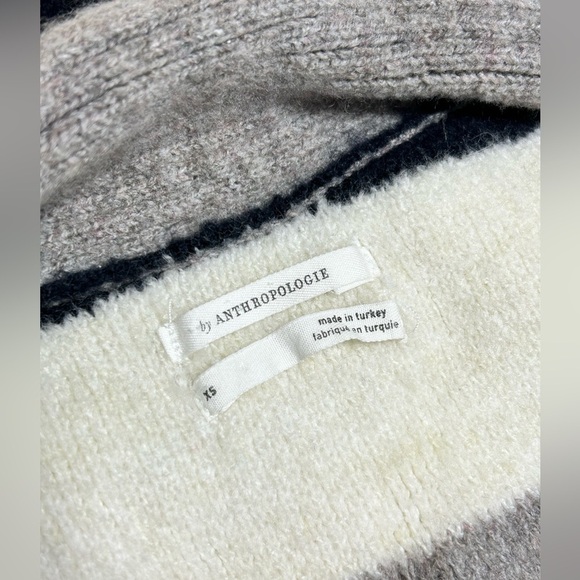 by ANTHROPOLOGIE
made in turkey
fabriqué en turquie
XS